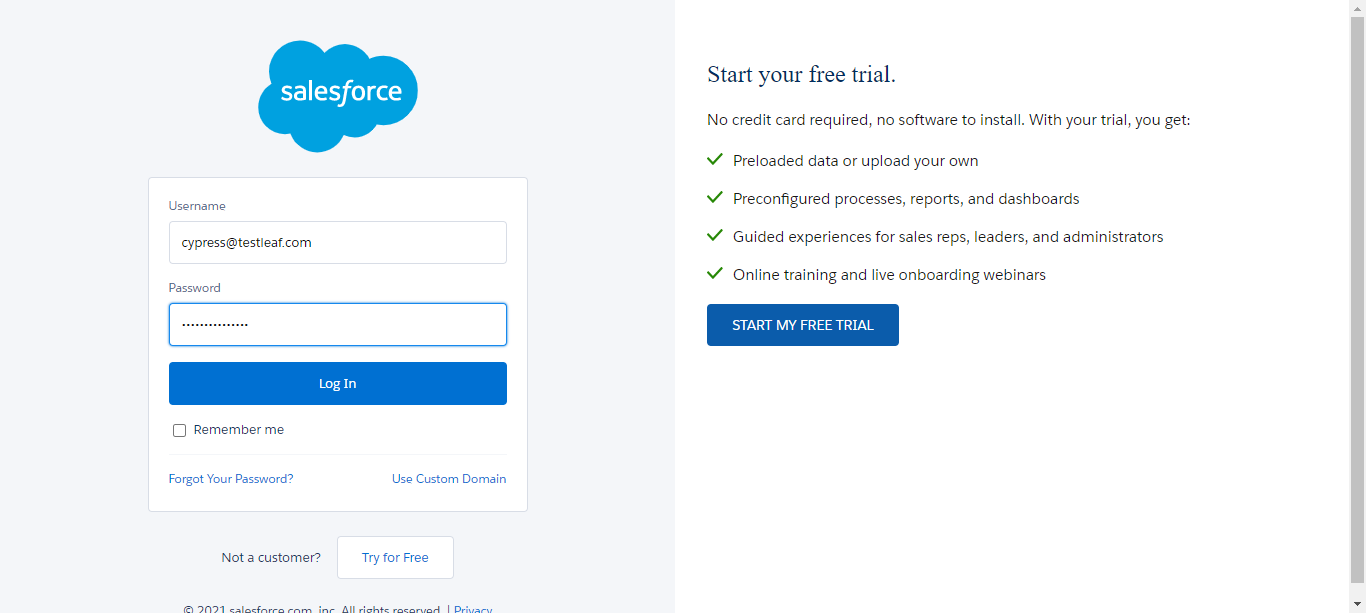 salesforce
Username
cypress@testleaf.com
Password
•••••••••••••••
Log In
Remember me
Forgot Your Password?
Use Custom Domain
Not a customer?
Try for Free
© 2021 salesforce.com, inc. All rights reserved. | Privacy
Start your free trial.
No credit card required, no software to install. With your trial, you get:
Preloaded data or upload your own
Preconfigured processes, reports, and dashboards
Guided experiences for sales reps, leaders, and administrators
Online training and live onboarding webinars
START MY FREE TRIAL